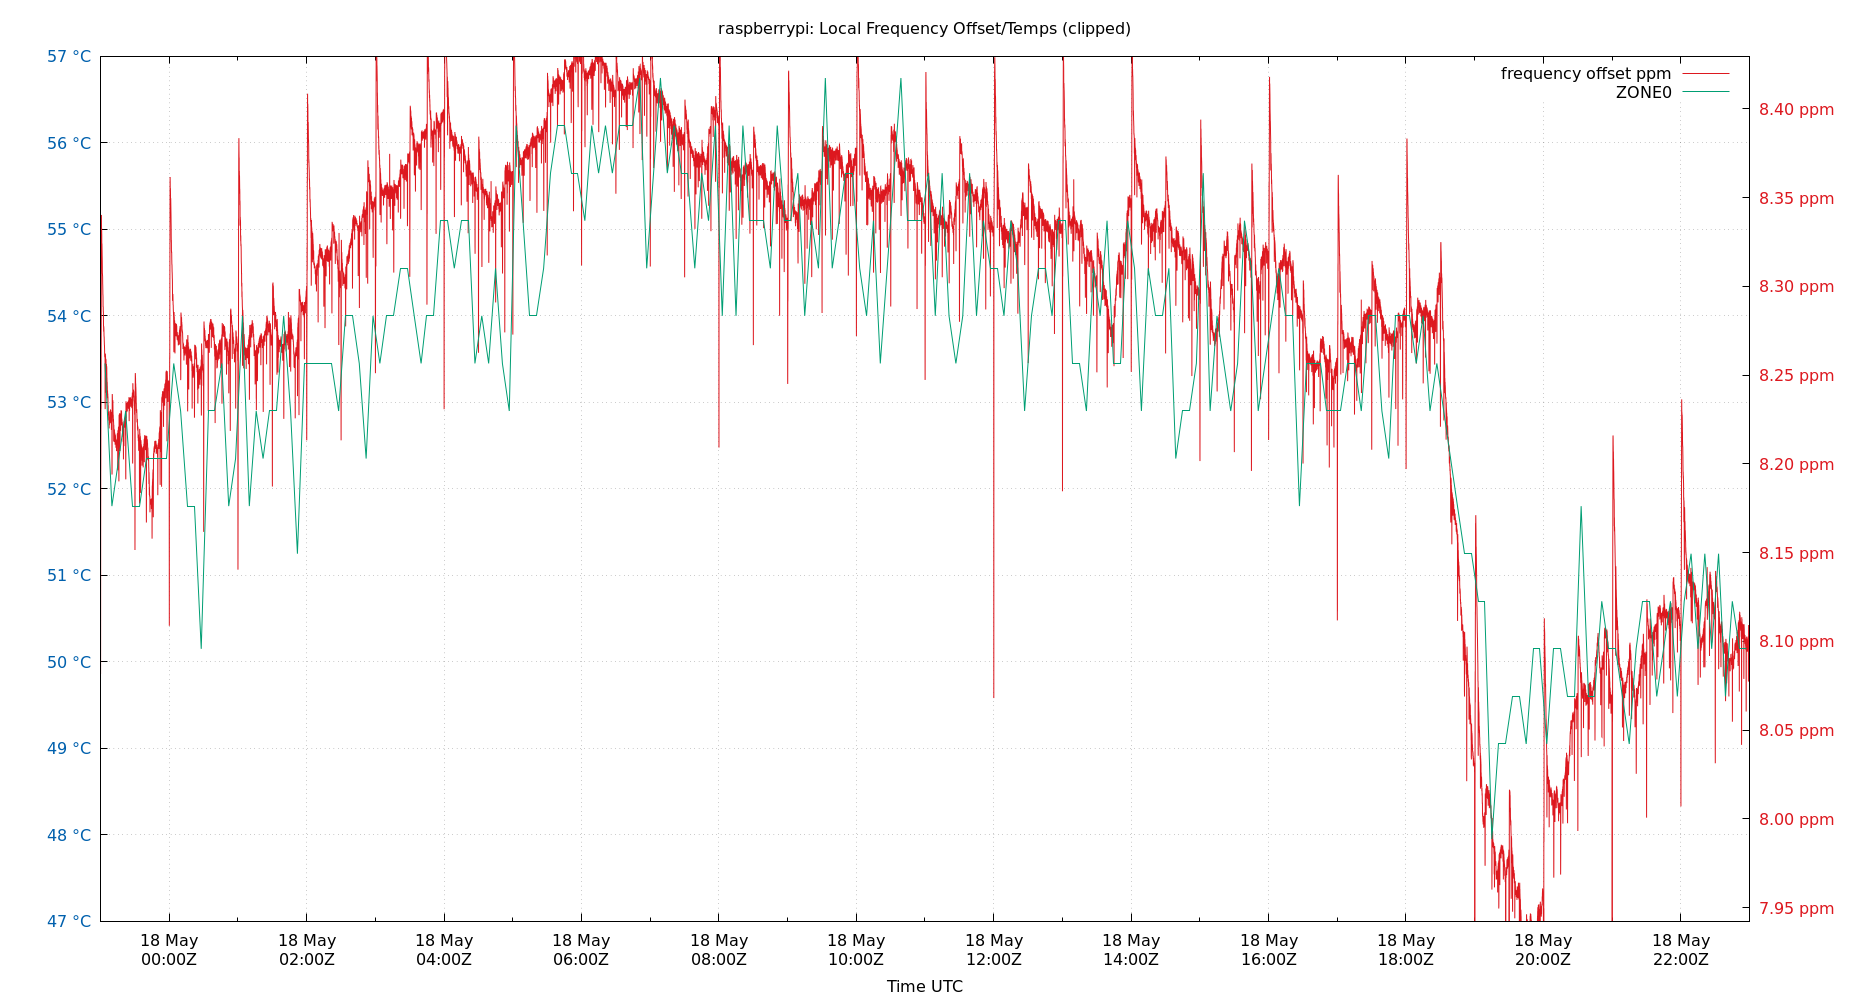 raspberrypi: Local Frequency Offset/Temps (clipped)
57 °C
56 °C
55 °C
54 °C
53 °C
52 °C
51 °C
50 °C
49 °C
48 °C
47 °C
frequency offset ppm
ZONE0
8.40 ppm
8.35 ppm
8.30 ppm
8.25 ppm
8.20 ppm
8.15 ppm
8.10 ppm
8.05 ppm
8.00 ppm
7.95 ppm
18 May 18 May 18 May 18 May 18 May 18 May 18 May 18 May 18 May 18 May 18 May 18 May
00:00Z 02:00Z 04:00Z 06:00Z 08:00Z 10:00Z 12:00Z 14:00Z 16:00Z 18:00Z 20:00Z 22:00Z
Time UTC